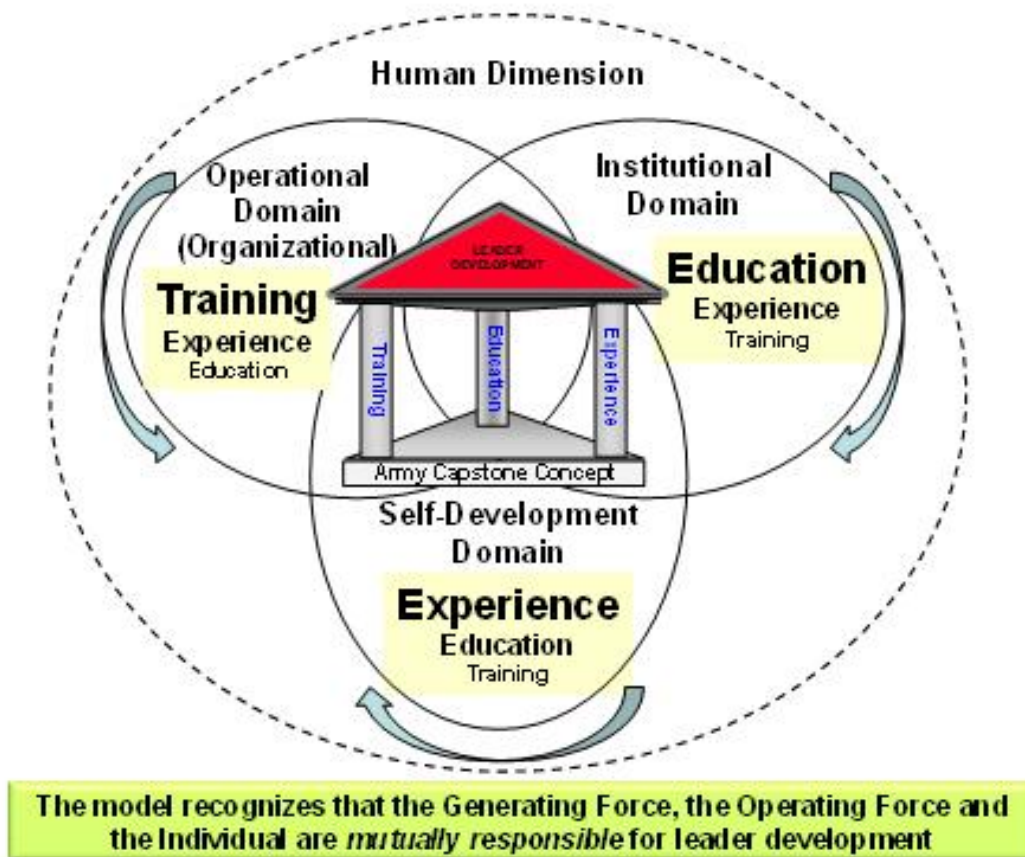 Human Dimension
Operational
Domain
(Organizational)
Training
Experience
Education
Institutional
Domain
Education
Experience
Training
LEADER
DEVELOPMENT
Training
Education
Experience
Army Capstone Concept
Self-Development
Domain
Experience
Education
Training
The model recognizes that the Generating Force, the Operating Force and
the Individual are mutually responsible for leader development